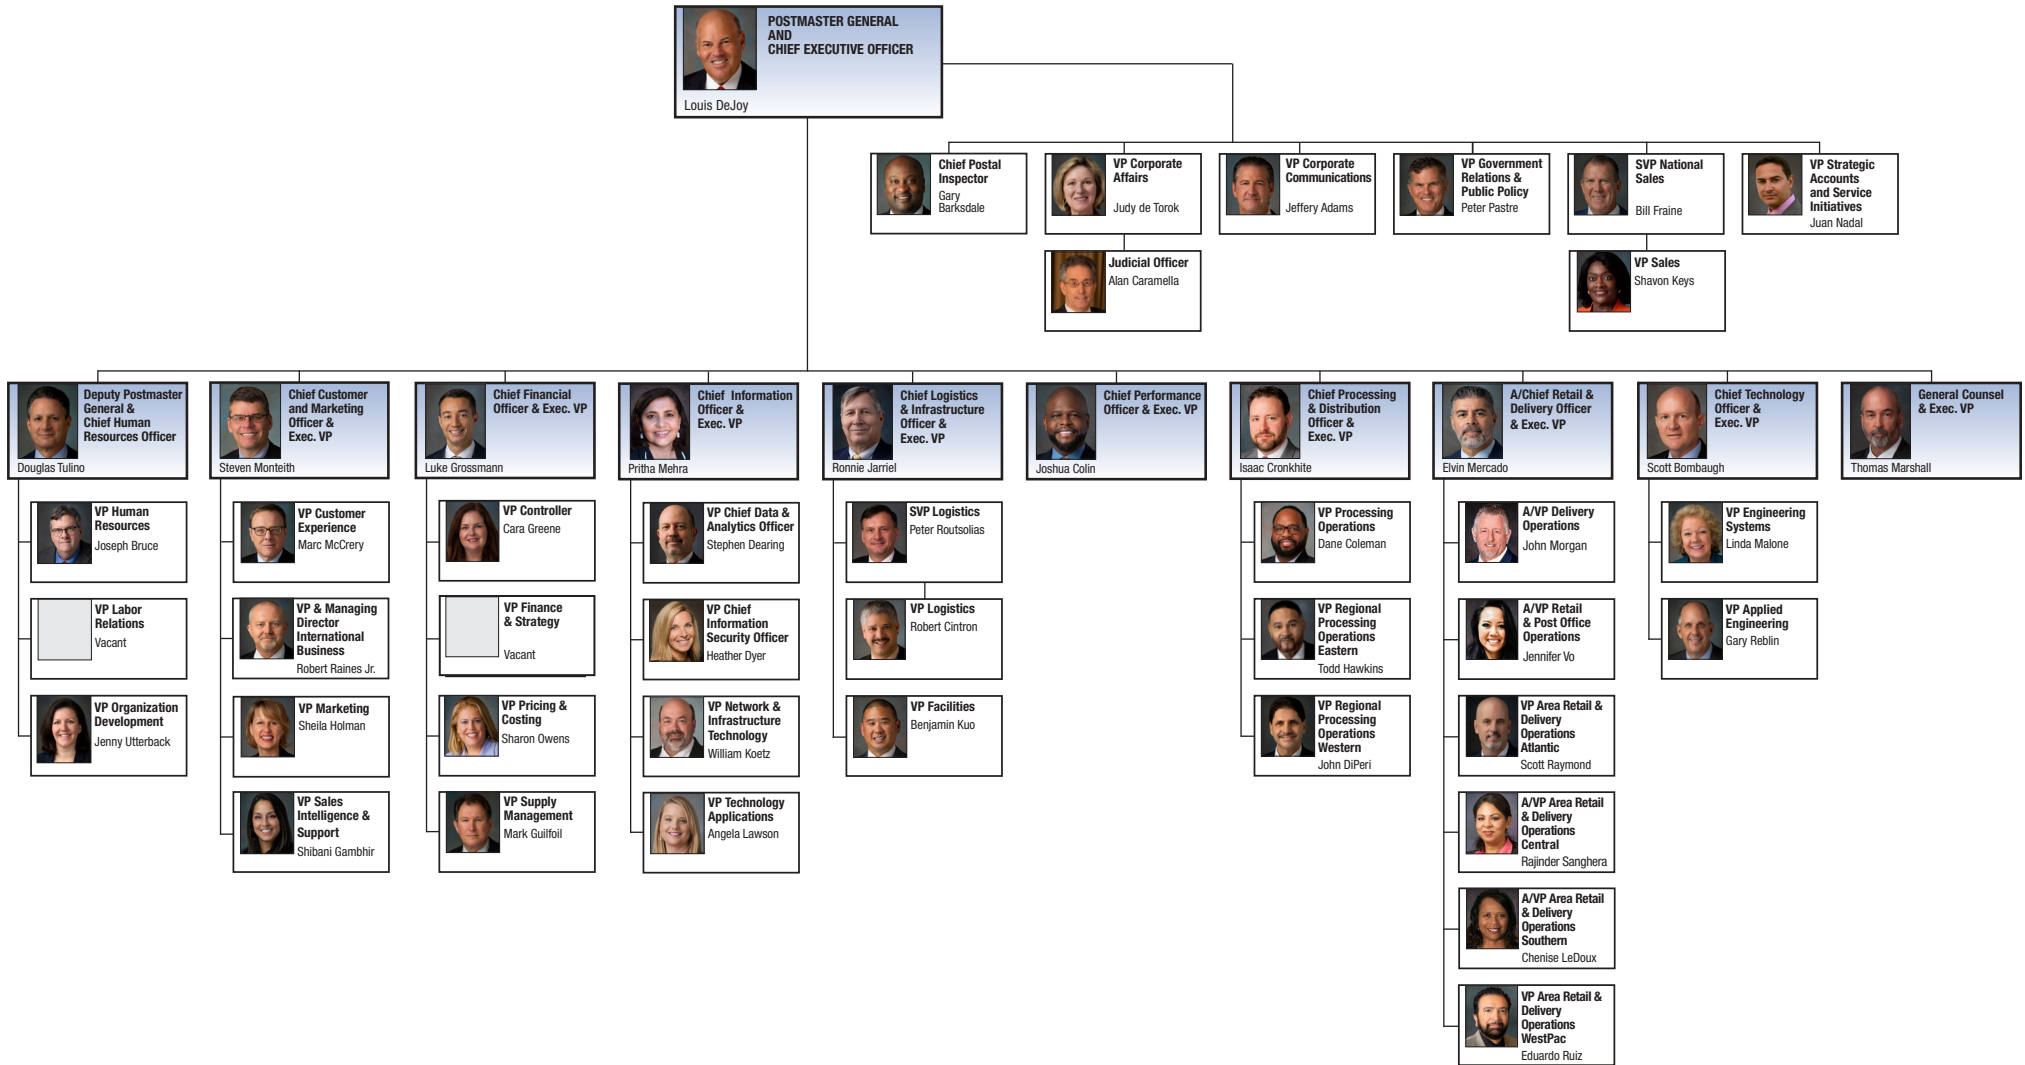 POSTMASTER GENERAL
AND
CHIEF EXECUTIVE OFFICER
Louis DeJoy
Chief Postal
Inspector
Gary
Barksdale
VP Corporate
Affairs
Judy de Torok
VP Corporate
Communications
Jeffery Adams
VP Government
Relations &
Public Policy
Peter Pastre
SVP National
Sales
Bill Fraine
VP Strategic
Accounts
and Service
Initiatives
Juan Nadal
Judicial Officer
Alan Caramella
VP Sales
Shavon Keys
Deputy Postmaster
General &
Chief Human
Resources Officer
Douglas Tulino
Chief Customer
and Marketing
Officer &
Exec. VP
Steven Monteith
Chief Financial
Officer & Exec. VP
Luke Grossmann
Chief Information
Officer &
Exec. VP
Pritha Mehra
Chief Logistics
& Infrastructure
Officer &
Exec. VP
Ronnie Jarriel
Chief Performance
Officer & Exec. VP
Joshua Colin
Chief Processing
& Distribution
Officer &
Exec. VP
Isaac Cronkhite
A/Chief Retail &
Delivery Officer
& Exec. VP
Elvin Mercado
Chief Technology
Officer &
Exec. VP
Scott Bombaugh
General Counsel
& Exec. VP
Thomas Marshall
VP Human
Resources
Joseph Bruce
VP Labor
Relations
Vacant
VP Organization
Development
Jenny Utterback
VP Customer
Experience
Marc McCrery
VP & Managing
Director
International
Business
Robert Raines Jr.
VP Marketing
Sheila Holman
VP Sales
Intelligence &
Support
Shibani Gambhir
VP Controller
Cara Greene
VP Finance
& Strategy
Vacant
VP Pricing &
Costing
Sharon Owens
VP Supply
Management
Mark Guilfoil
VP Chief Data &
Analytics Officer
Stephen Dearing
VP Chief
Information
Security Officer
Heather Dyer
VP Network &
Infrastructure
Technology
William Koetz
VP Technology
Applications
Angela Lawson
SVP Logistics
Peter Routsolias
VP Logistics
Robert Cintron
VP Facilities
Benjamin Kuo
VP Processing
Operations
Dane Coleman
VP Regional
Processing
Operations
Eastern
Todd Hawkins
VP Regional
Processing
Operations
Western
John DiPeri
A/VP Delivery
Operations
John Morgan
A/VP Retail
& Post Office
Operations
Jennifer Vo
VP Area Retail &
Delivery
Operations
Atlantic
Scott Raymond
A/VP Area Retail
& Delivery
Operations
Central
Rajinder Sanghera
A/VP Area Retail
& Delivery
Operations
Southern
Chenise LeDoux
VP Area Retail &
Delivery
Operations
WestPac
Eduardo Ruiz
VP Engineering
Systems
Linda Malone
VP Applied
Engineering
Gary Reblin